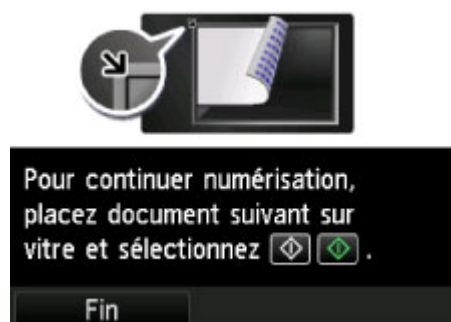 Pour continuer numérisation,
placez document suivant sur
vitre et sélectionnez .
Fin